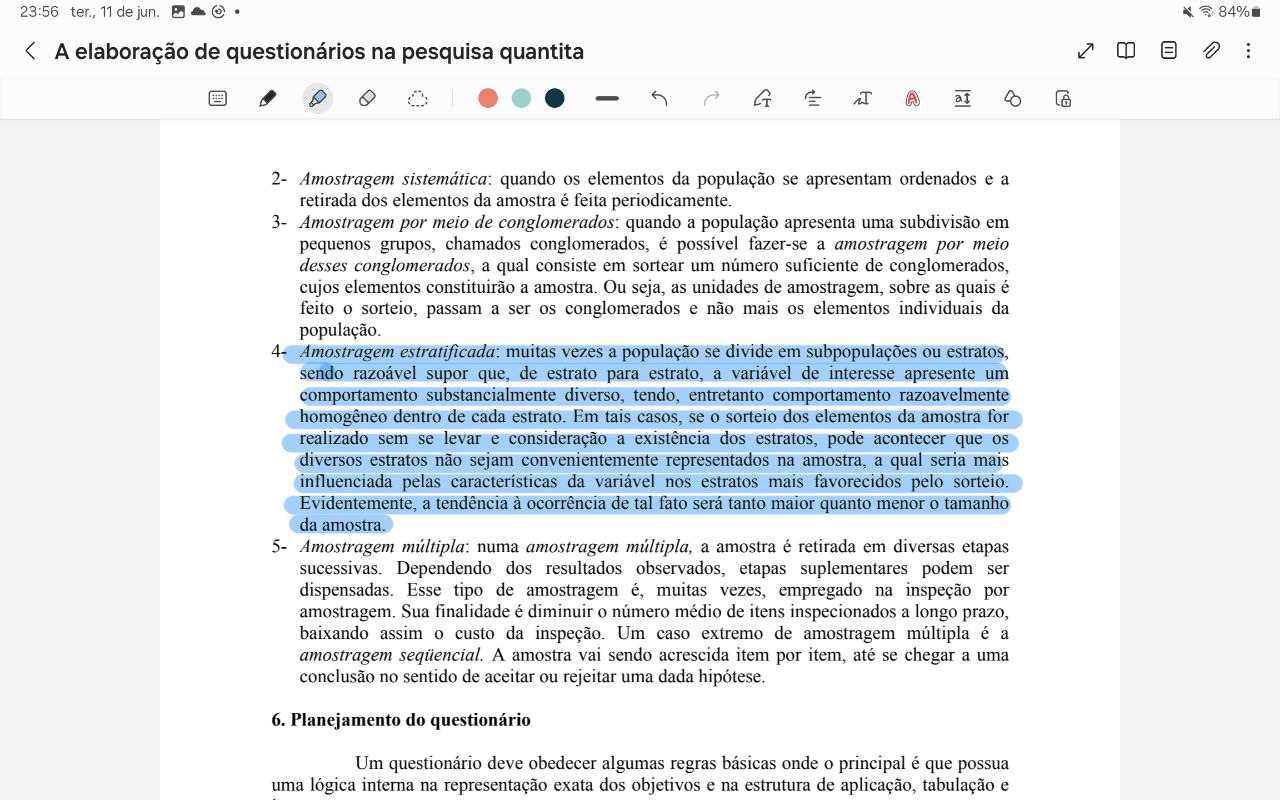 23:56 ter., 11 de jun.
84%
A elaboração de questionários na pesquisa quantita
2- Amostragem sistemática: quando os elementos da população se apresentam ordenados e a
retirada dos elementos da amostra é feita periodicamente.
3- Amostragem por meio de conglomerados: quando a população apresenta uma subdivisão em
pequenos grupos, chamados conglomerados, é possível fazer-se a amostragem por meio
desses conglomerados, a qual consiste em sortear um número suficiente de conglomerados,
cujos elementos constituirão a amostra. Ou seja, as unidades de amostragem, sobre as quais é
feito o sorteio, passam a ser os conglomerados e não mais os elementos individuais da
população.
4- Amostragem estratificada: muitas vezes a população se divide em subpopulações ou estratos,
sendo razoável supor que, de estrato para estrato, a variável de interesse apresente um
comportamento substancialmente diverso, tendo, entretanto comportamento razoavelmente
homogêneo dentro de cada estrato. Em tais casos, se o sorteio dos elementos da amostra for
realizado sem se levar e consideração a existência dos estratos, pode acontecer que os
diversos estratos não sejam convenientemente representados na amostra, a qual seria mais
influenciada pelas características da variável nos estratos mais favorecidos pelo sorteio.
Evidentemente, a tendência à ocorrência de tal fato será tanto maior quanto menor o tamanho
da amostra.
5- Amostragem múltipla: numa amostragem múltipla, a amostra é retirada em diversas etapas
sucessivas. Dependendo dos resultados observados, etapas suplementares podem ser
dispensadas. Esse tipo de amostragem é, muitas vezes, empregado na inspeção por
amostragem. Sua finalidade é diminuir o número médio de itens inspecionados a longo prazo,
baixando assim o custo da inspeção. Um caso extremo de amostragem múltipla é a
amostragem seqüencial. A amostra vai sendo acrescida item por item, até se chegar a uma
conclusão no sentido de aceitar ou rejeitar uma dada hipótese.
6. Planejamento do questionário
Um questionário deve obedecer algumas regras básicas onde o principal é que possua
uma lógica interna na representação exata dos objetivos e na estrutura de aplicação, tabulação e